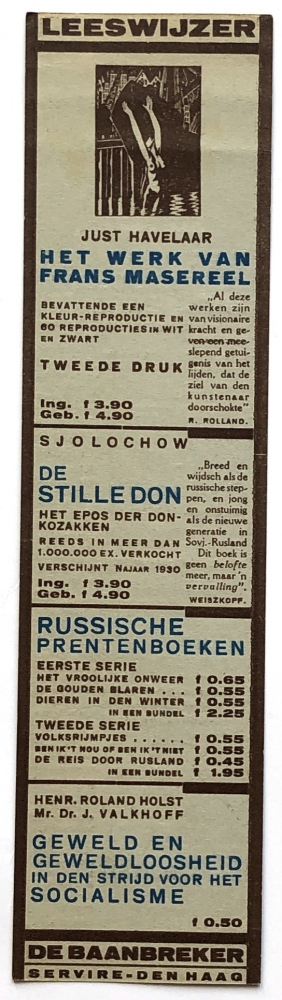 LEESWIJZER
JUST HAVELAAR
HET WERK VAN
FRANS MASEREEL
BEVATTENDE EEN
KLEUR-REPRODUCTIE EN
60 REPRODUCTIES IN WIT
EN ZWART
TWEEDE DRUK
Ing. f 3.90
Geb. f 4.90
„Al deze
werken zijn
van visionaire
kracht en ge-
ven een mee-
slepend getui-
genis van het
lijden, dat de
ziel van den
kunstenaar
doorschokte”
R. ROLLAND.
SJOLOCHOW
DE
STILLE DON
HET EPOS DER DON-
KOZAKKEN
REEDS IN MEER DAN
1.000.000 EX. VERKOCHT
VERSCHIJNT NAJAAR 1930
Ing. f 3.90
Geb. f 4.90
„Breed en
wijdsch als de
russische step-
pen, en jong
en onstuimig
als de nieuwe
generatie in
Sovj.-Rusland
Dit boek is
geen belofte
meer, maar 'n
vervulling”.
WEISZKOPF.
RUSSISCHE
PRENTENBOEKEN
EERSTE SERIE
HET VROOLIJKE ONWEER f 0.65
DE GOUDEN BLAREN ... f 0.55
DIEREN IN DEN WINTER f 0.55
IN EEN BUNDEL f 2.25
TWEEDE SERIE
VOLKSRIJMPJES ...... f 0.55
BEN IK'T NOU OF BEN IK'T NIET f 0.55
DE REIS DOOR RUSLAND f 0.45
IN EEN BUNDEL f 1.95
HENR. ROLAND HOLST
Mr. Dr. J. VALKHOFF
GEWELD EN
GEWELDLOOSHEID
IN DEN STRIJD VOOR HET
SOCIALISME
f 0.50
DE BAANBREKER
SERVIRE-DEN HAAG